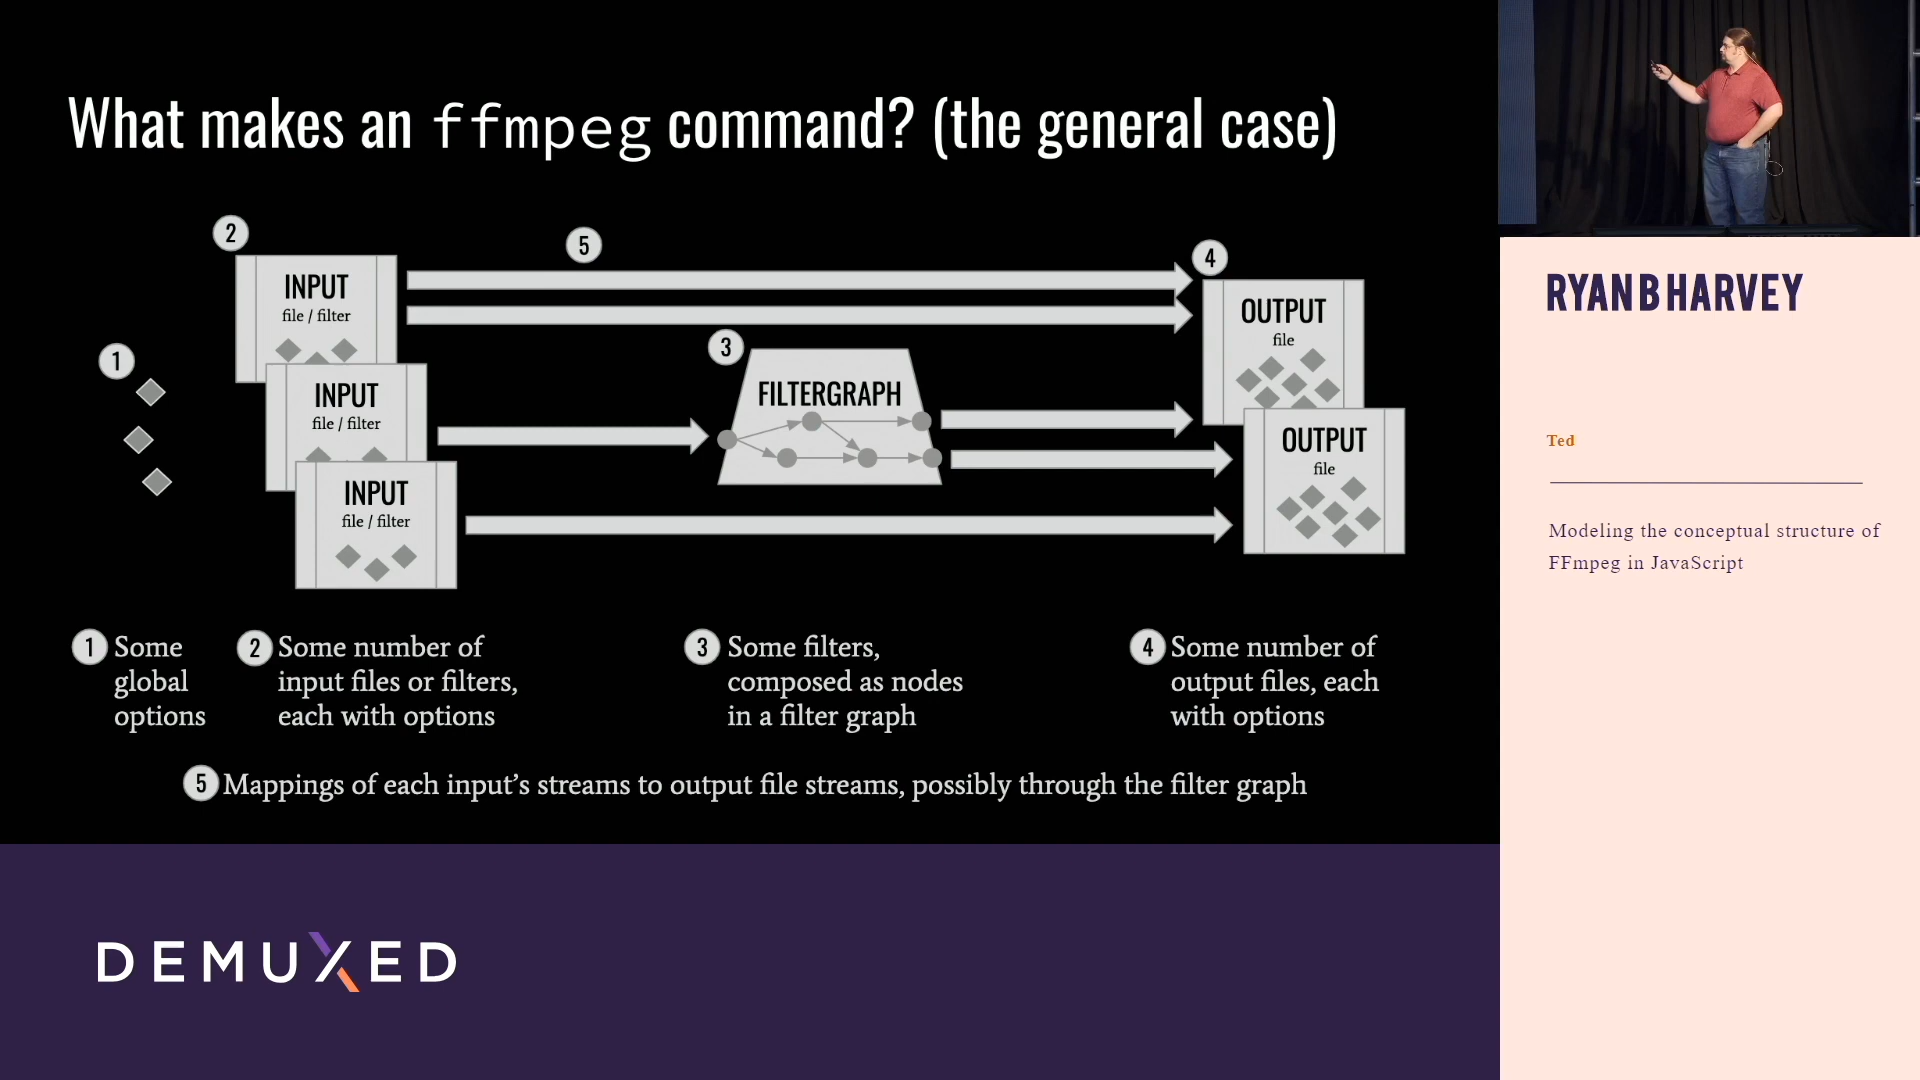 What makes an ffmpeg command? (the general case)
2
5
4
INPUT
file / filter
OUTPUT
file
1
3
INPUT
file / filter
FILTERGRAPH
OUTPUT
file
INPUT
file / filter
1 Some
global
options
2 Some number of
input files or filters,
each with options
3 Some filters,
composed as nodes
in a filter graph
4 Some number of
output files, each
with options
5 Mappings of each input’s streams to output file streams, possibly through the filter graph
DEMUXED
RYAN B HARVEY
Ted
Modeling the conceptual structure of
FFmpeg in JavaScript